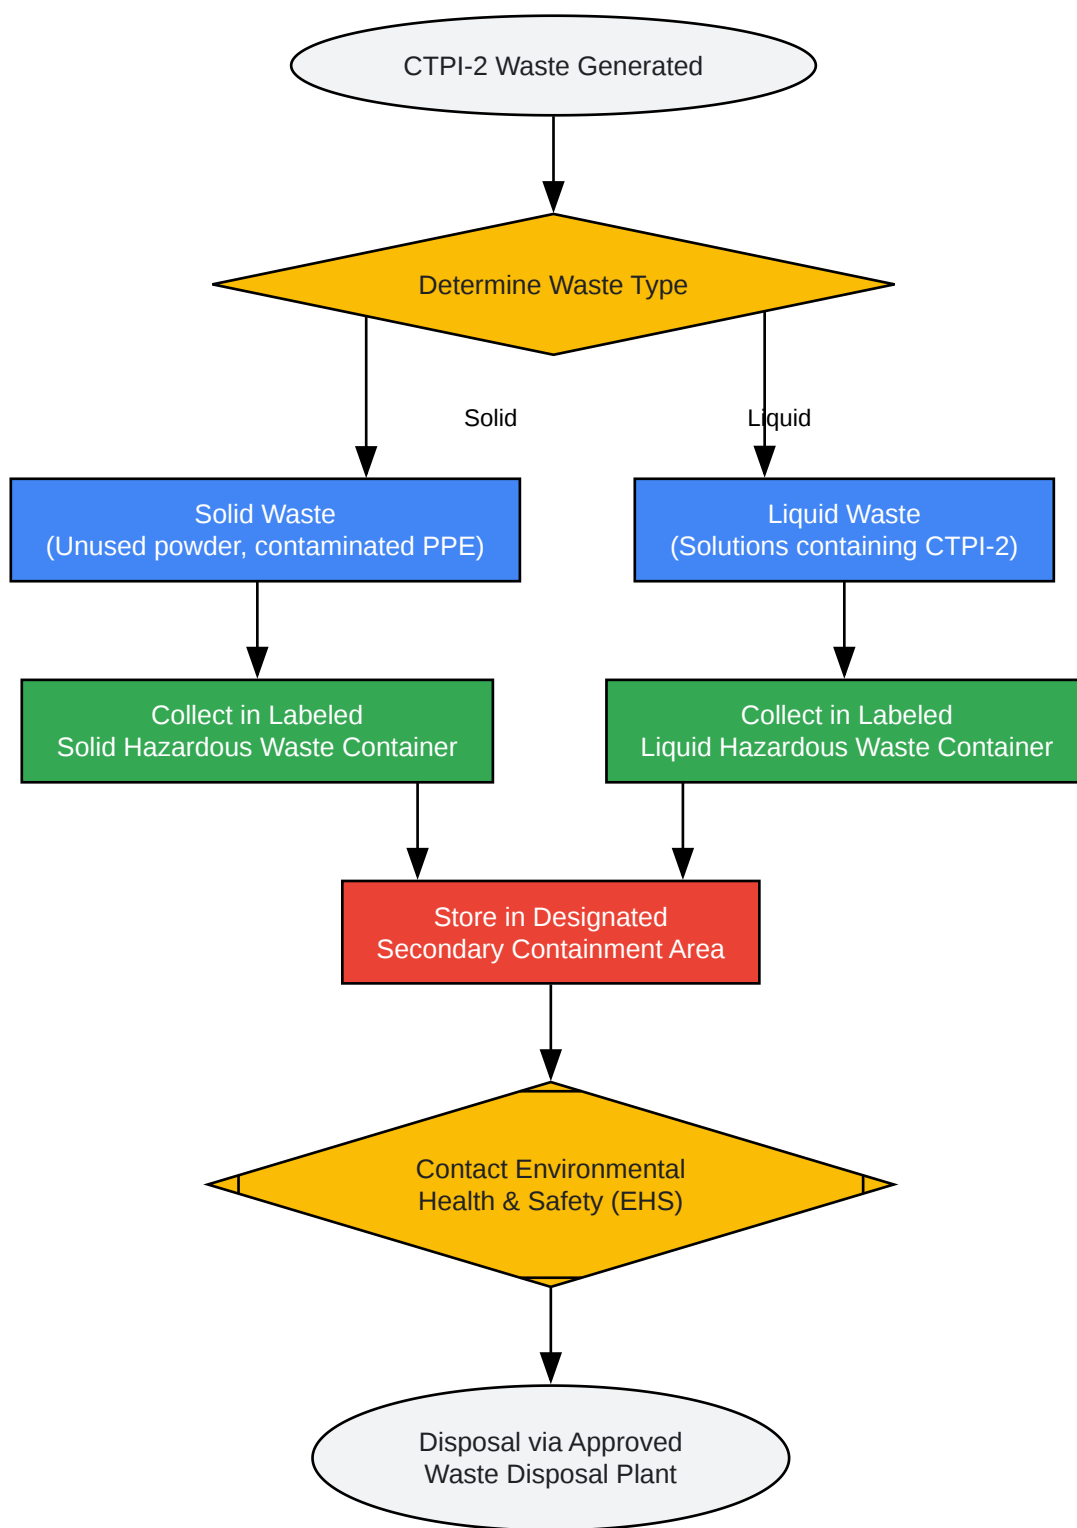 CTPI-2 Waste Generated
Determine Waste Type
Solid
Liquid
Solid Waste
(Unused powder, contaminated PPE)
Liquid Waste
(Solutions containing CTPI-2)
Collect in Labeled
Solid Hazardous Waste Container
Collect in Labeled
Liquid Hazardous Waste Container
Store in Designated
Secondary Containment Area
Contact Environmental
Health & Safety (EHS)
Disposal via Approved
Waste Disposal Plant